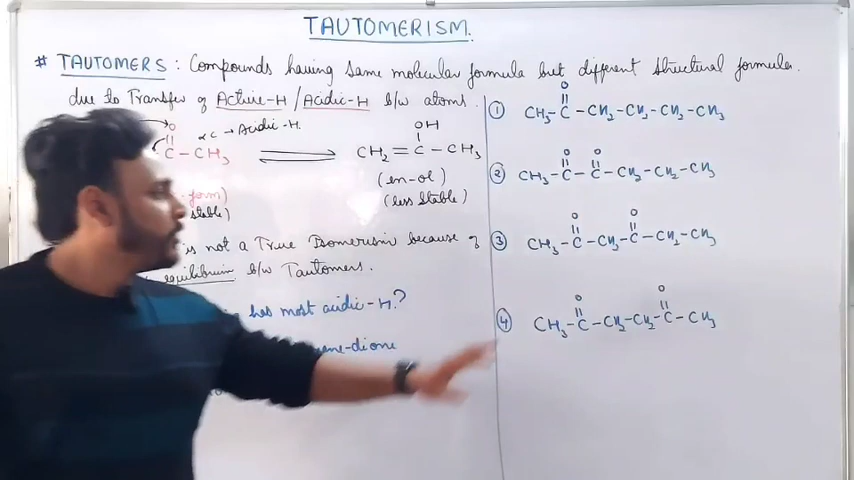 TAUTOMERISM.
# TAUTOMERS : Compounds having same molecular formula but different structural formula
due to Transfer of Active-H / Acidic-H b/w atoms.
O
|| αC → Acidic-H.
C - CH3 ⇌ CH2 = C - CH3
OH
form) (en-ol)
stable) (less stable)
is not a True Isomerism because of
equilibrium b/w Tautomers.
has most acidic-H?
ane-dione
① CH3-C-CH2-CH2-CH2-CH3
O
② CH3-C-C-CH2-CH2-CH3
O O
③ CH3-C-CH2-C-CH2-CH3
O O
④ CH3-C-CH2-CH2-C-CH3
O O